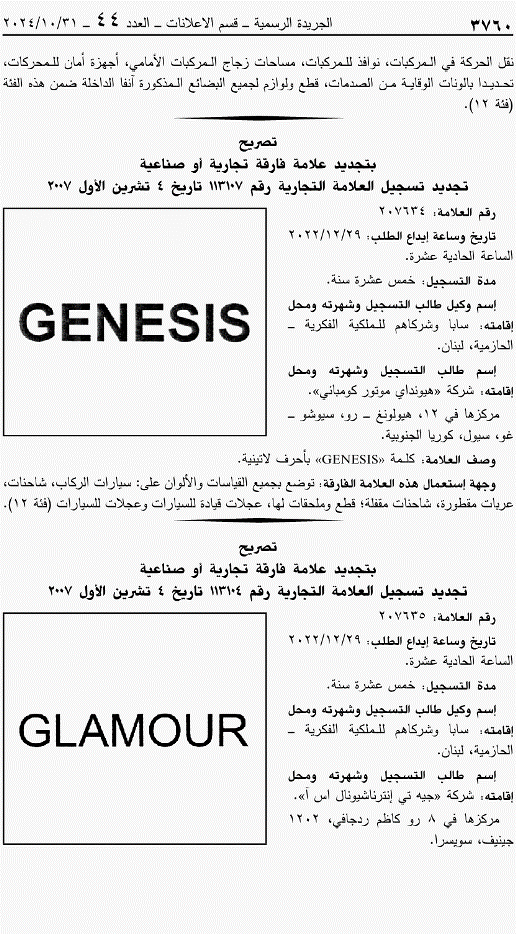 ٣٧٦٠ الجريدة الرسمية ــ قسم الاعلانات ــ العدد ٤٤ ــ ٢٠٢٤/١٠/٣١
نقل الحركة في المركبات، نوافذ للمركبات، مساحات زجاج المركبات الأمامي، أجهزة أمان للمحركات،
تحديدا بالونات الوقاية من الصدمات، قطع ولوازم لجميع البضائع المذكورة آنفا الداخلة ضمن هذه الفئة
(فئة ١٢).
تصريح
بتجديد علامة فارقة تجارية أو صناعية
تجديد تسجيل العلامة التجارية رقم ١١٣١٠٧ تاريخ ٤ تشرين الأول ٢٠٠٧
رقم العلامة: ٢٠٧٦٣٤
تاريخ وساعة إيداع الطلب: ٢٠٢٢/١٢/٢٩
الساعة الحادية عشرة.
مدة التسجيل: خمس عشرة سنة.
إسم وكيل طالب التسجيل وشهرته ومحل
إقامته: سابا وشركاهم للملكية الفكرية ــ
الحازمية، لبنان.
إسم طالب التسجيل وشهرته ومحل
إقامته: شركة «هيونداي موتور كومباني».
مركزها في ١٢، هيولونغ ــ رو، سيوشو ــ
غو، سيول، كوريا الجنوبية.
GENESIS
وصف العلامة: كلمة «GENESIS» بأحرف لاتينية.
وجهة إستعمال هذه العلامة الفارقة: توضع بجميع القياسات والألوان على: سيارات الركاب، شاحنات،
عربات مقطورة، شاحنات مقفلة؛ قطع وملحقات لها، عجلات قيادة للسيارات وعجلات للسيارات (فئة ١٢).
تصريح
بتجديد علامة فارقة تجارية أو صناعية
تجديد تسجيل العلامة التجارية رقم ١١٣١٠٤ تاريخ ٤ تشرين الأول ٢٠٠٧
رقم العلامة: ٢٠٧٦٣٥
تاريخ وساعة إيداع الطلب: ٢٠٢٢/١٢/٢٩
الساعة الحادية عشرة.
مدة التسجيل: خمس عشرة سنة.
إسم وكيل طالب التسجيل وشهرته ومحل
إقامته: سابا وشركاهم للملكية الفكرية ــ
الحازمية، لبنان.
إسم طالب التسجيل وشهرته ومحل
إقامته: شركة «جيه تي إنترناشيونال اس آ».
مركزها في ٨ رو كاظم ردجافي، ١٢٠٢
جينيف، سويسرا.
GLAMOUR